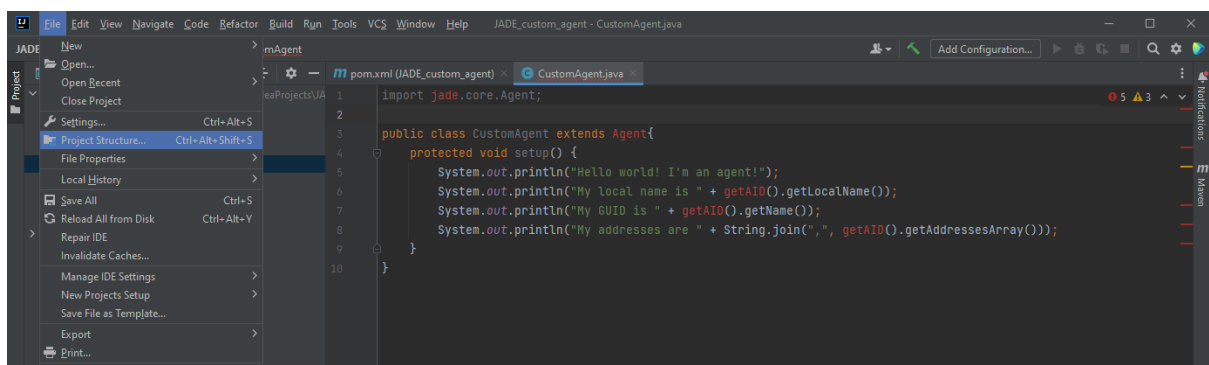 IJ File Edit View Navigate Code Refactor Build Run Tools VCS Window Help JADE_custom_agent - CustomAgent.java
JADE mAgent Add Configuration...
Project
New
Open...
Open Recent
Close Project
Settings... Ctrl+Alt+S
Project Structure... Ctrl+Alt+Shift+S
File Properties
Local History
Save All Ctrl+S
Reload All from Disk Ctrl+Alt+Y
Repair IDE
Invalidate Caches...
Manage IDE Settings
New Projects Setup
Save File as Template...
Export
Print...
eaProjects\JA
m pom.xml (JADE_custom_agent) C CustomAgent.java
5 3
1 import jade.core.Agent;
2
3 public class CustomAgent extends Agent{
4 protected void setup() {
5 System.out.println("Hello world! I'm an agent!");
6 System.out.println("My local name is " + getAID().getLocalName());
7 System.out.println("My GUID is " + getAID().getName());
8 System.out.println("My addresses are " + String.join(",", getAID().getAddressesArray()));
9 }
10 }
Notifications
m Maven